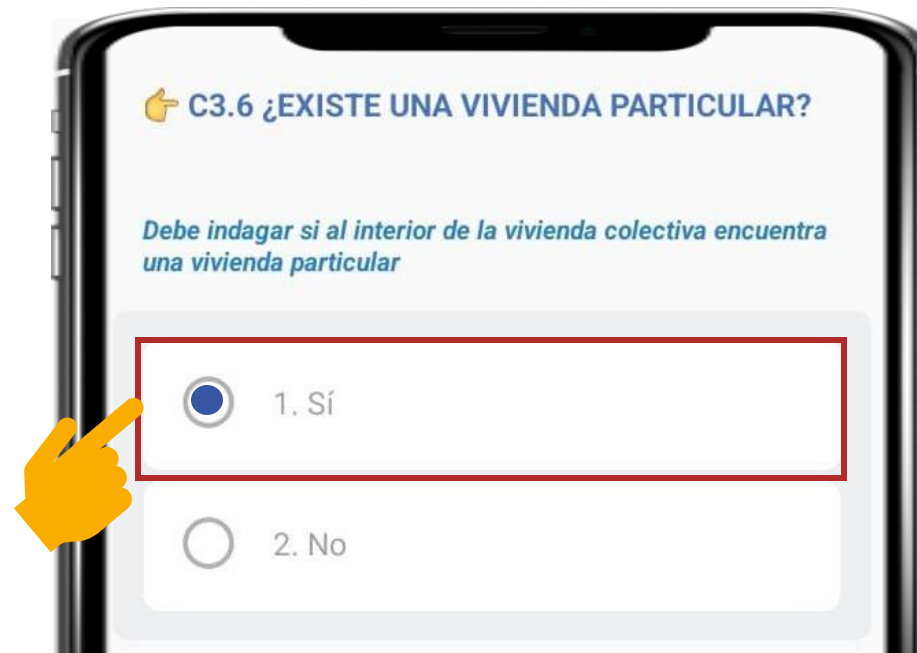 👉 C3.6 ¿EXISTE UNA VIVIENDA PARTICULAR?
Debe indagar si al interior de la vivienda colectiva encuentra
una vivienda particular
1. Sí
2. No